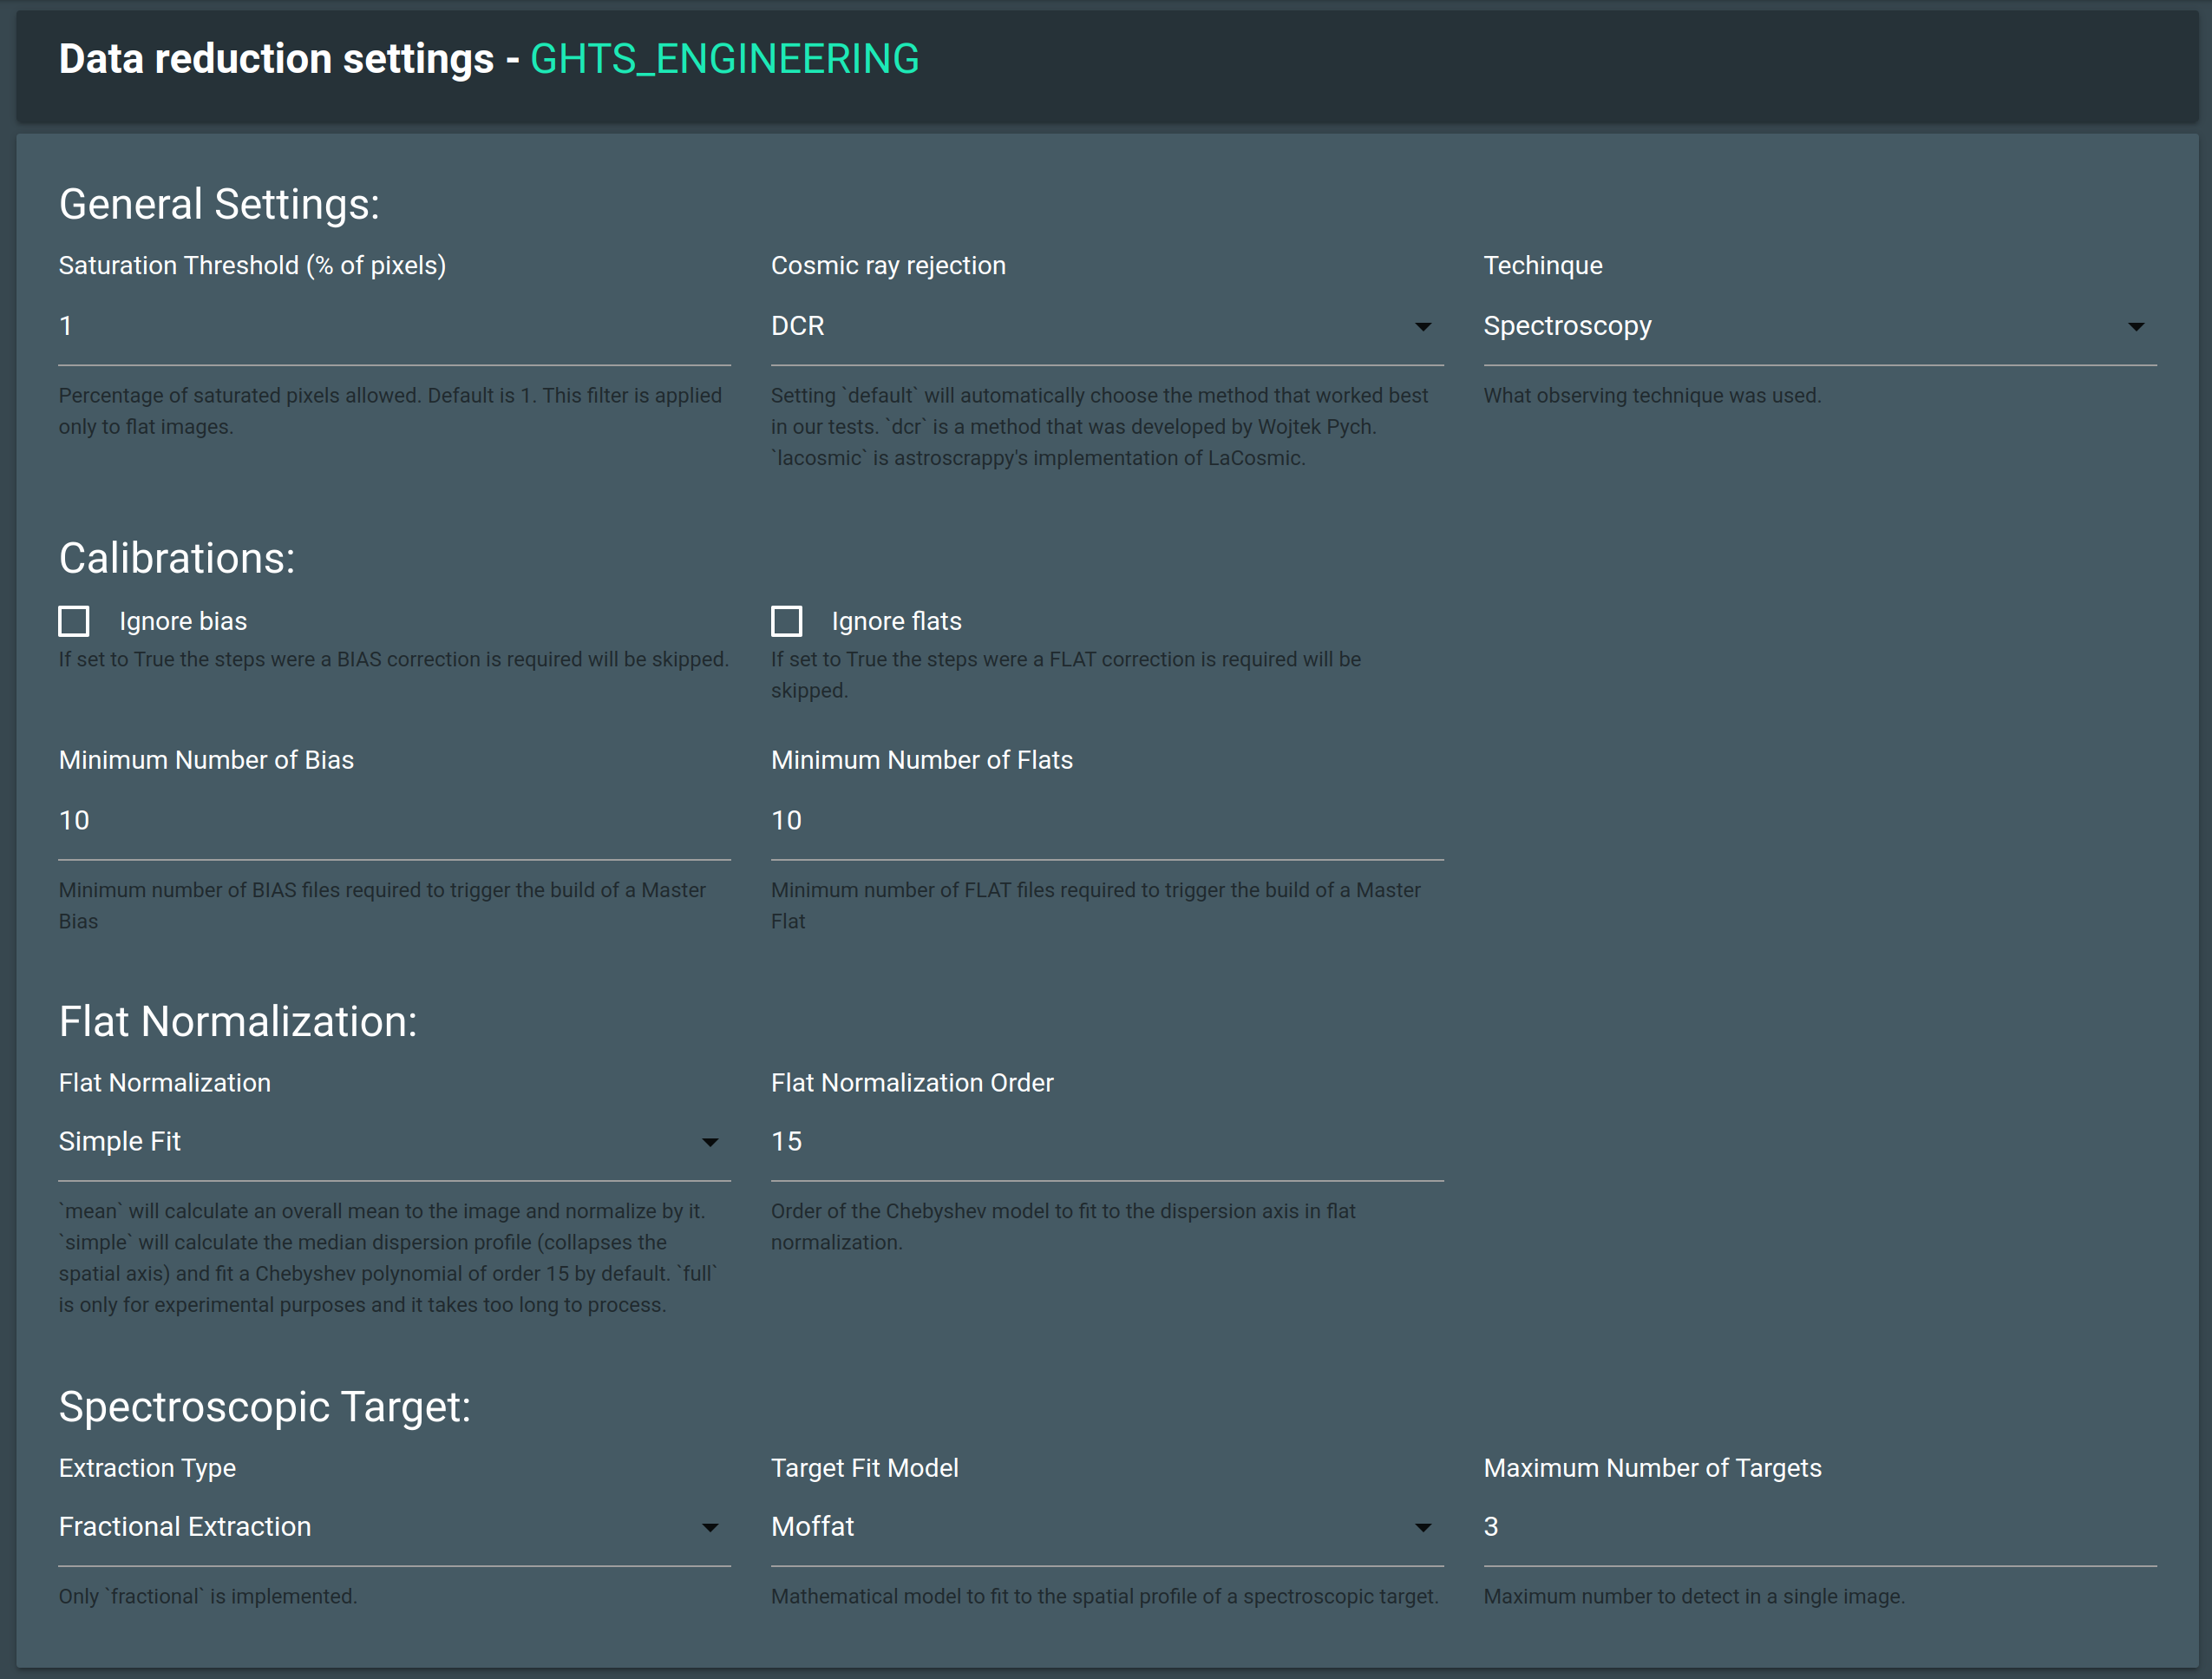 Data reduction settings - GHTS_ENGINEERING
General Settings:
Saturation Threshold (% of pixels)
1
Percentage of saturated pixels allowed. Default is 1. This filter is applied
only to flat images.
Cosmic ray rejection
DCR
Setting `default` will automatically choose the method that worked best
in our tests. `dcr` is a method that was developed by Wojtek Pych.
`lacosmic` is astroscrappy's implementation of LaCosmic.
Techinque
Spectroscopy
What observing technique was used.
Calibrations:
Ignore bias
If set to True the steps were a BIAS correction is required will be skipped.
Ignore flats
If set to True the steps were a FLAT correction is required will be
skipped.
Minimum Number of Bias
10
Minimum number of BIAS files required to trigger the build of a Master
Bias
Minimum Number of Flats
10
Minimum number of FLAT files required to trigger the build of a Master
Flat
Flat Normalization:
Flat Normalization
Simple Fit
`mean` will calculate an overall mean to the image and normalize by it.
`simple` will calculate the median dispersion profile (collapses the
spatial axis) and fit a Chebyshev polynomial of order 15 by default. `full`
is only for experimental purposes and it takes too long to process.
Flat Normalization Order
15
Order of the Chebyshev model to fit to the dispersion axis in flat
normalization.
Spectroscopic Target:
Extraction Type
Fractional Extraction
Only `fractional` is implemented.
Target Fit Model
Moffat
Mathematical model to fit to the spatial profile of a spectroscopic target.
Maximum Number of Targets
3
Maximum number to detect in a single image.